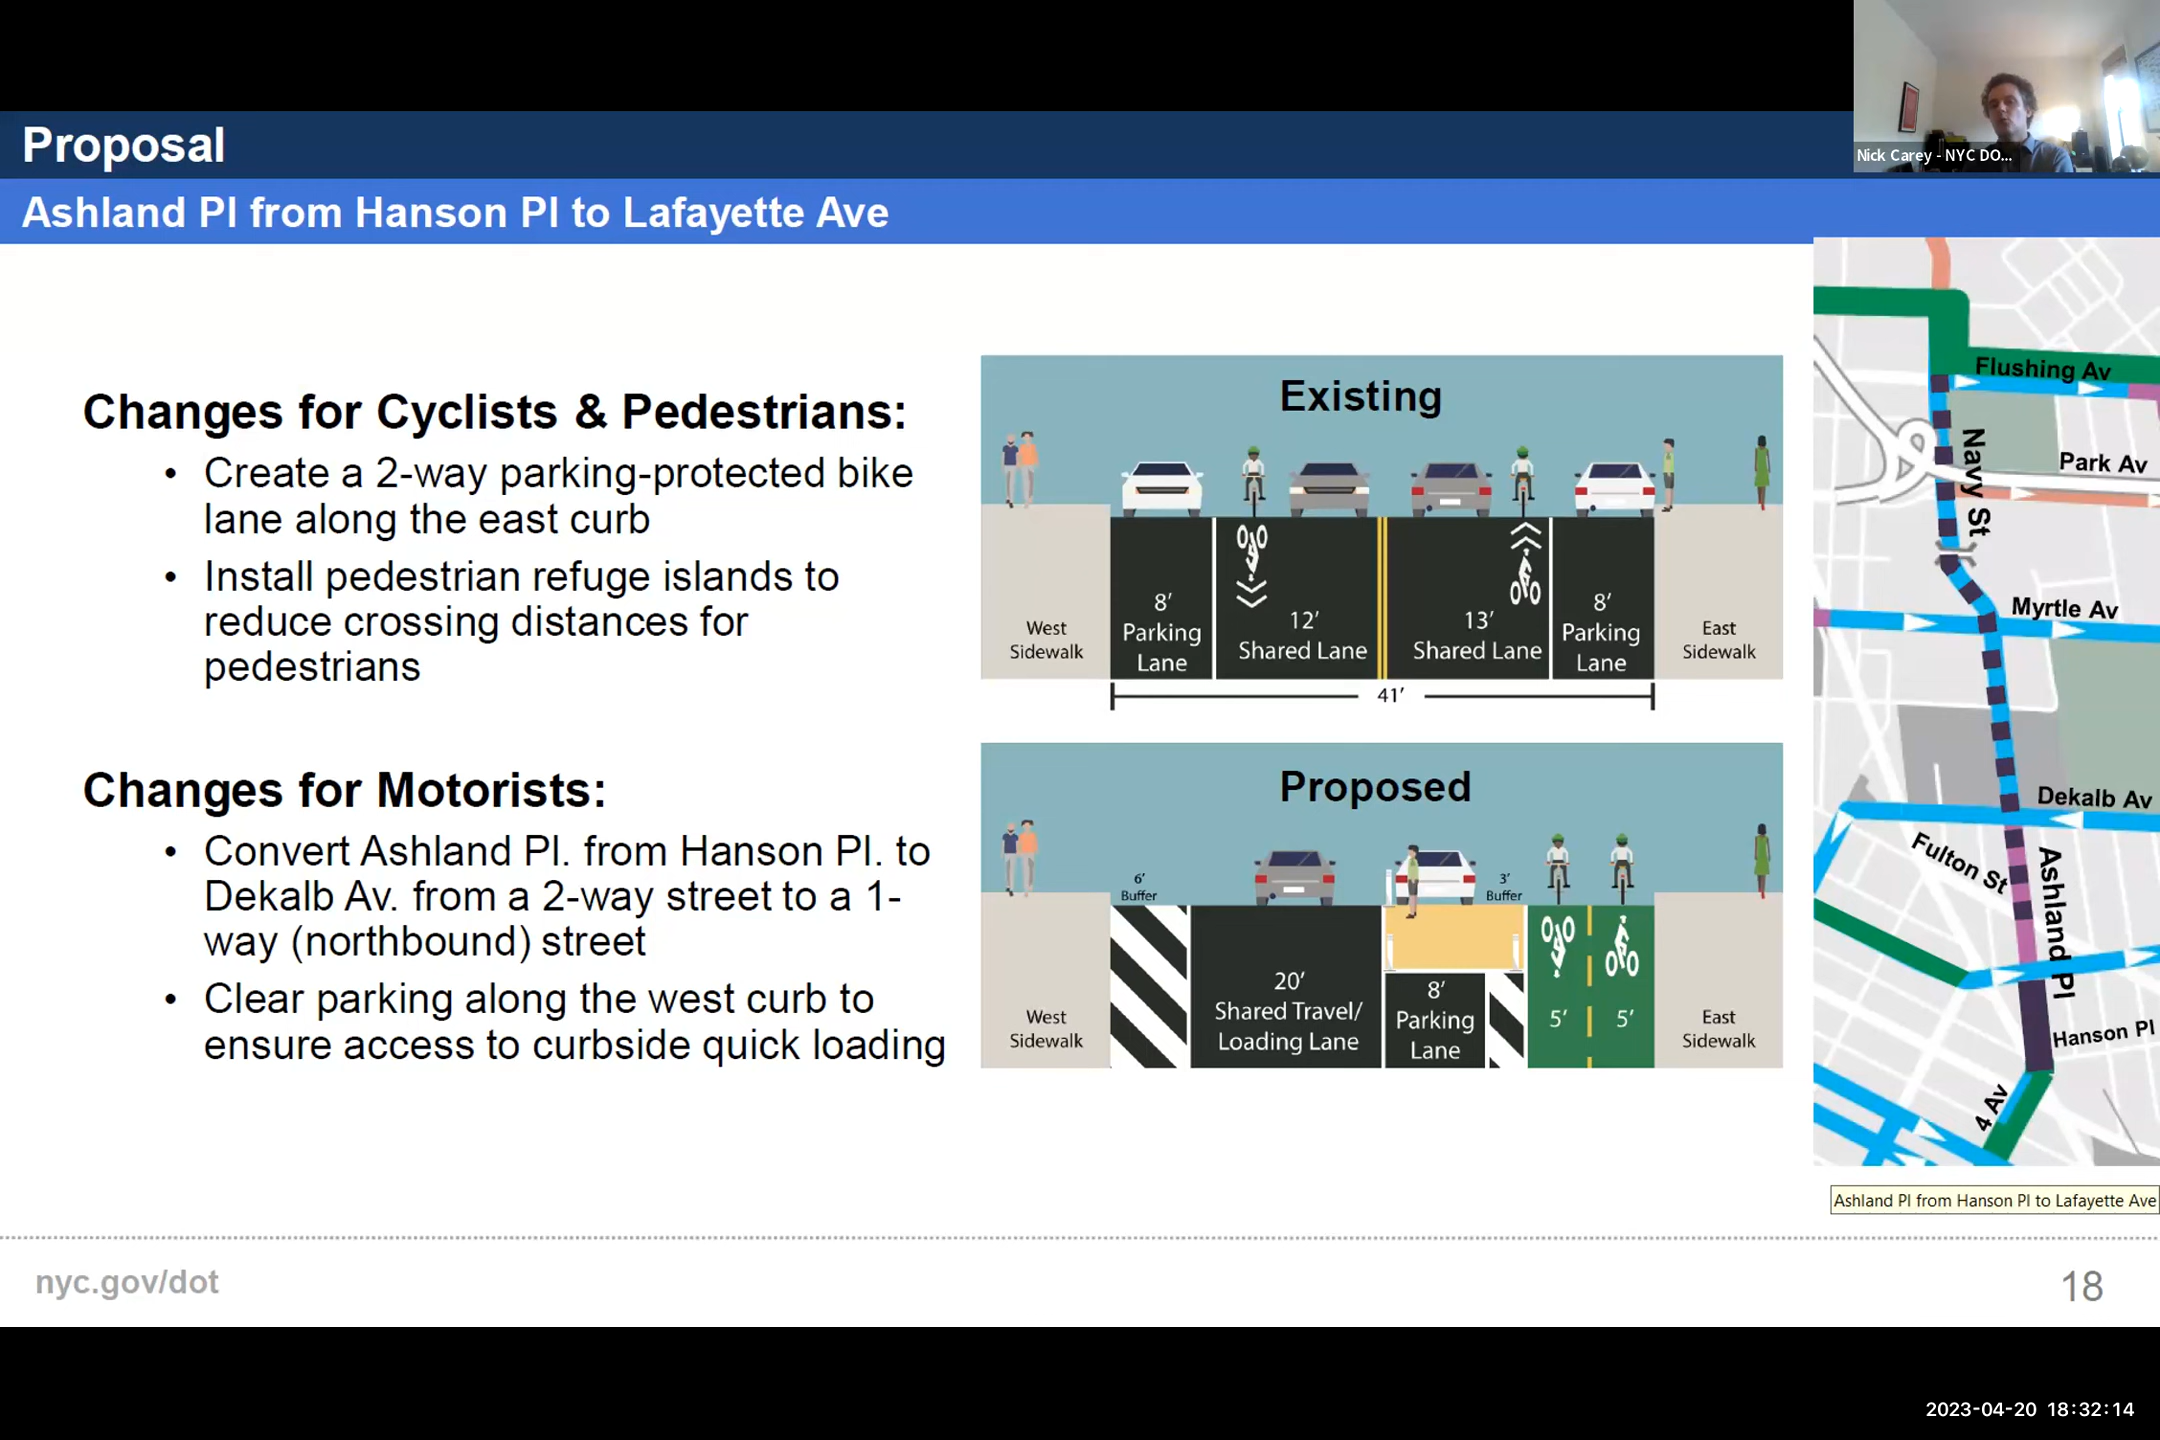 Nick Carey - NYC DO...
Proposal
Ashland Pl from Hanson Pl to Lafayette Ave
Changes for Cyclists & Pedestrians:
• Create a 2-way parking-protected bike
lane along the east curb
• Install pedestrian refuge islands to
reduce crossing distances for
pedestrians
Changes for Motorists:
• Convert Ashland Pl. from Hanson Pl. to
Dekalb Av. from a 2-way street to a 1-
way (northbound) street
• Clear parking along the west curb to
ensure access to curbside quick loading
Existing
West
Sidewalk
8'
Parking
Lane
12'
Shared Lane
13'
Shared Lane
8'
Parking
Lane
East
Sidewalk
41'
Proposed
West
Sidewalk
6'
Buffer
20'
Shared Travel/
Loading Lane
8'
Parking
Lane
3'
Buffer
5'
5'
East
Sidewalk
Flushing Av
Navy St
Park Av
Myrtle Av
Dekalb Av
Fulton St
Ashland Pl
Hanson Pl
4 Av
Ashland Pl from Hanson Pl to Lafayette Ave
nyc.gov/dot
18
2023-04-20 18:32:14